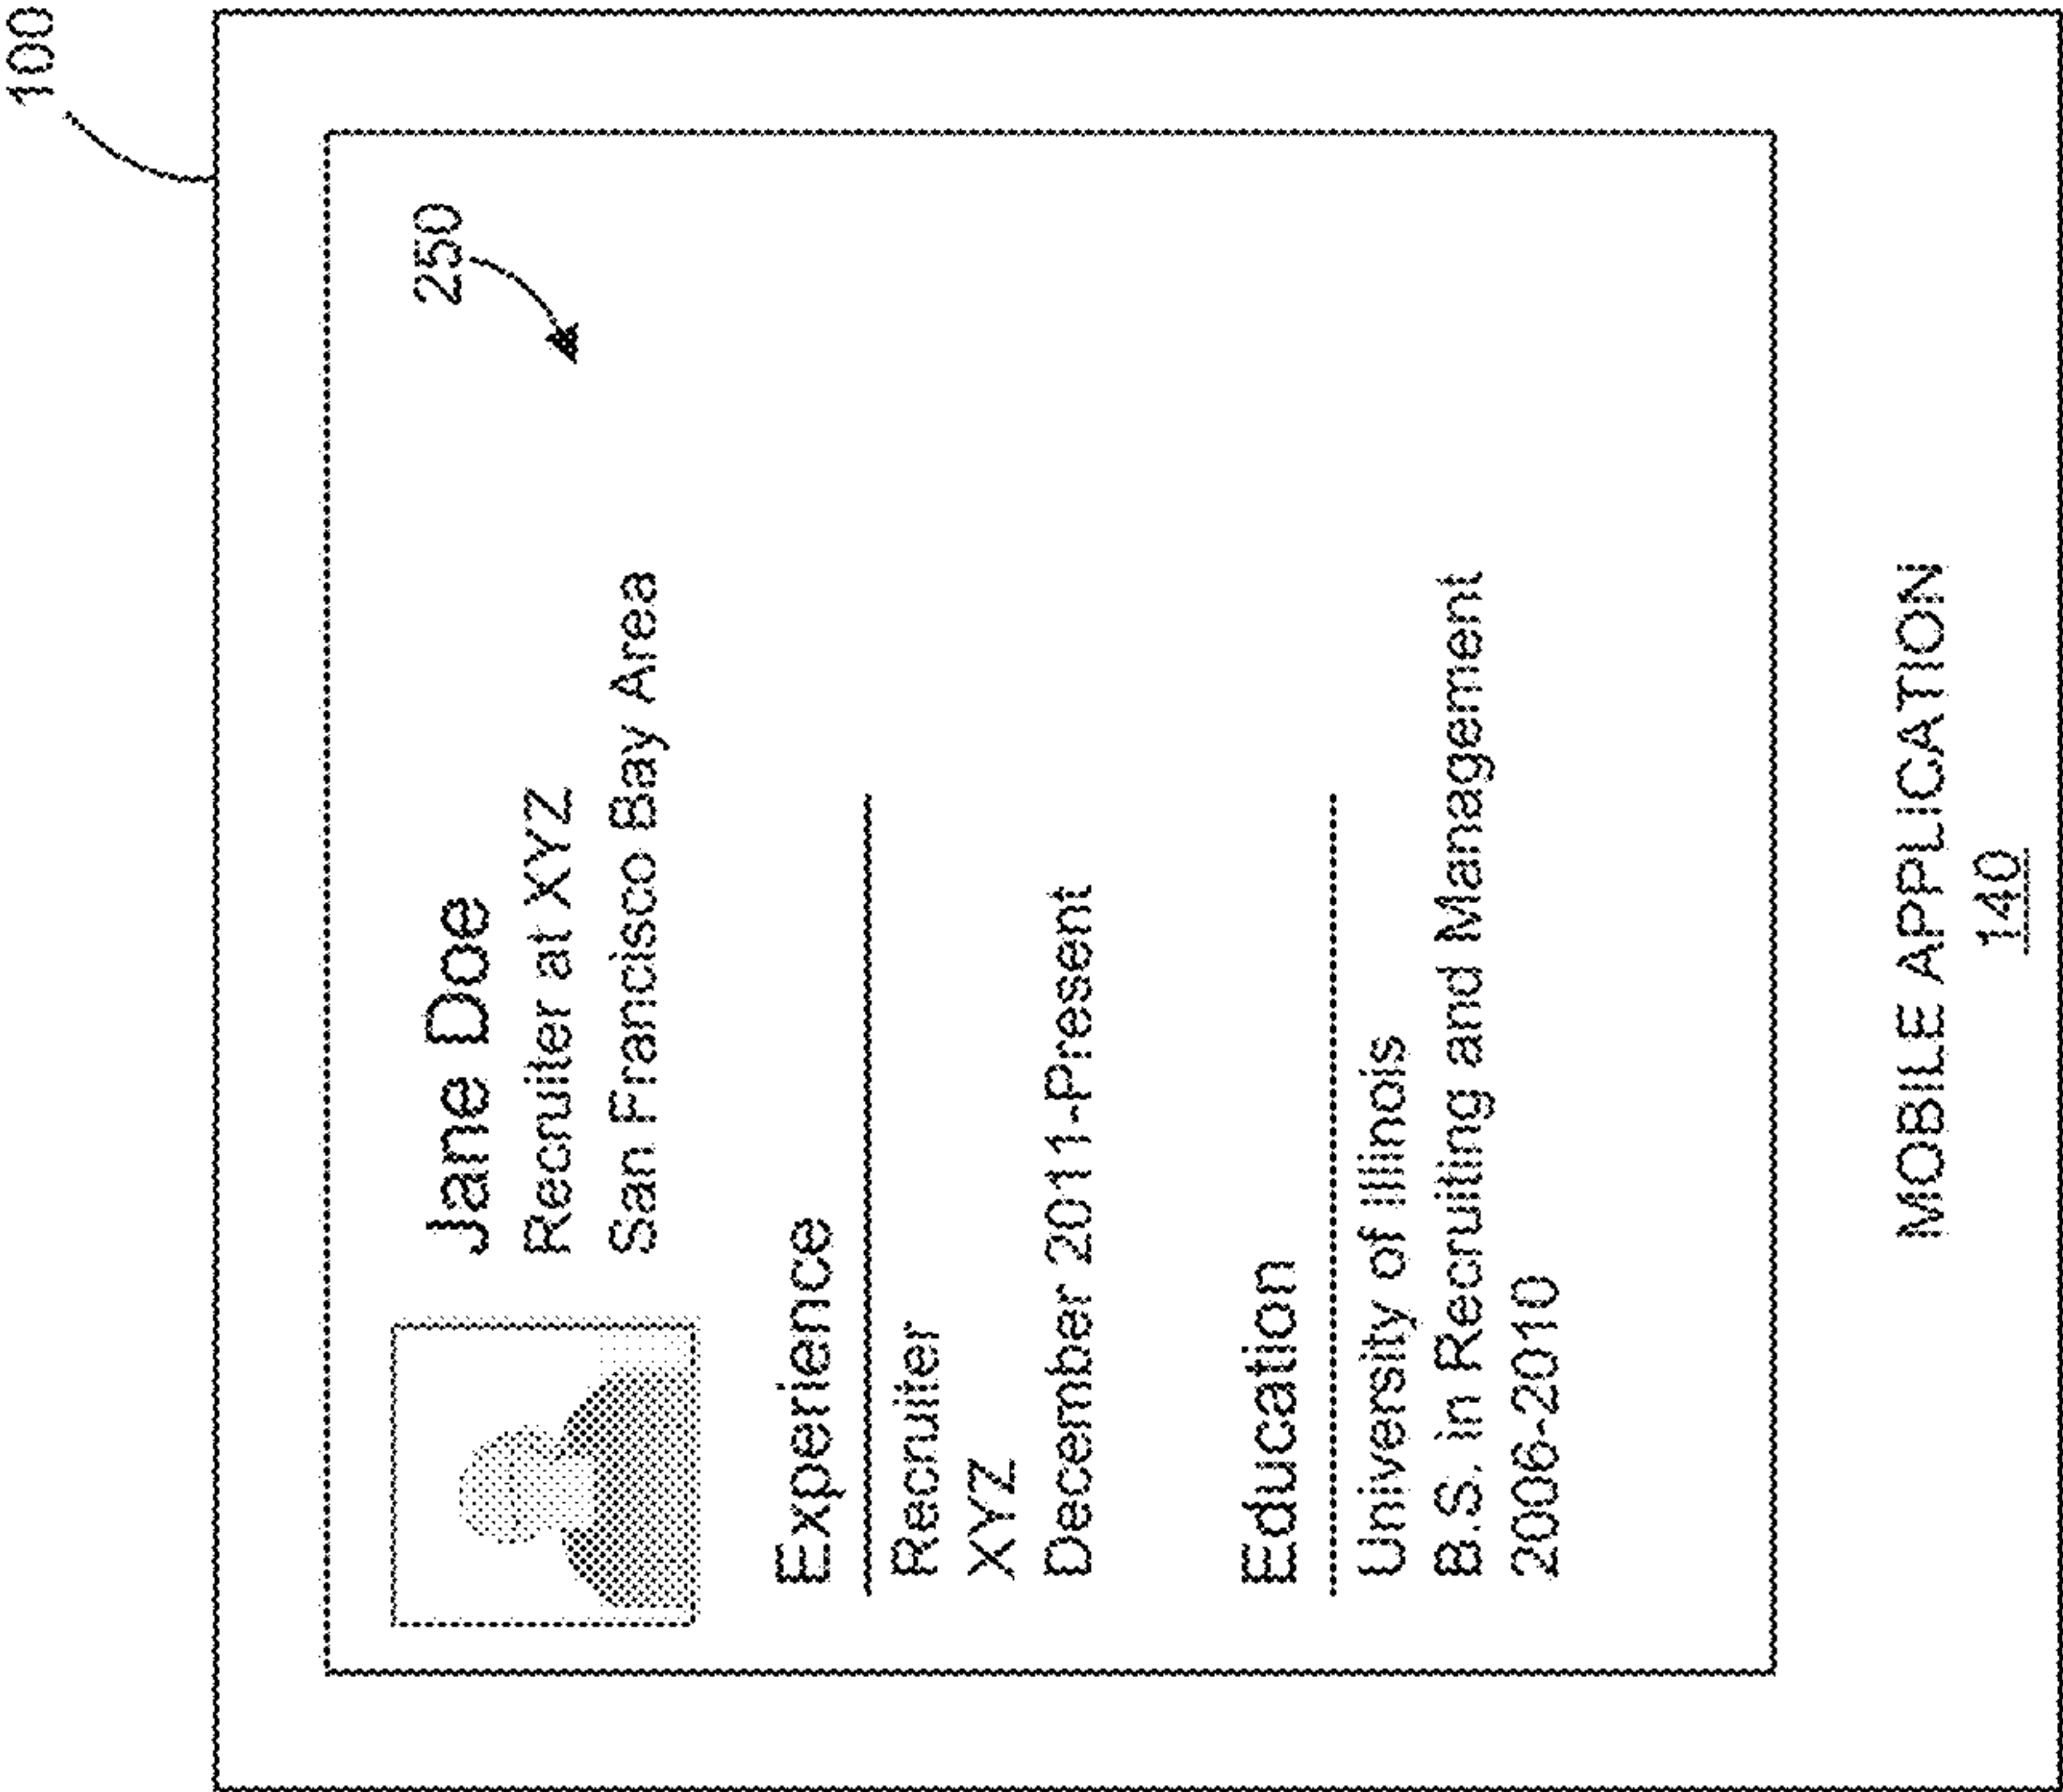 100
250
Jane Doe
Recruiter at XYZ
San Francisco Bay Area
Experience
Recruiter
XYZ
December 2011-Present
Education
University of Illinois
B.S. in Recruiting and Management
2006-2010
MOBILE APPLICATION
140